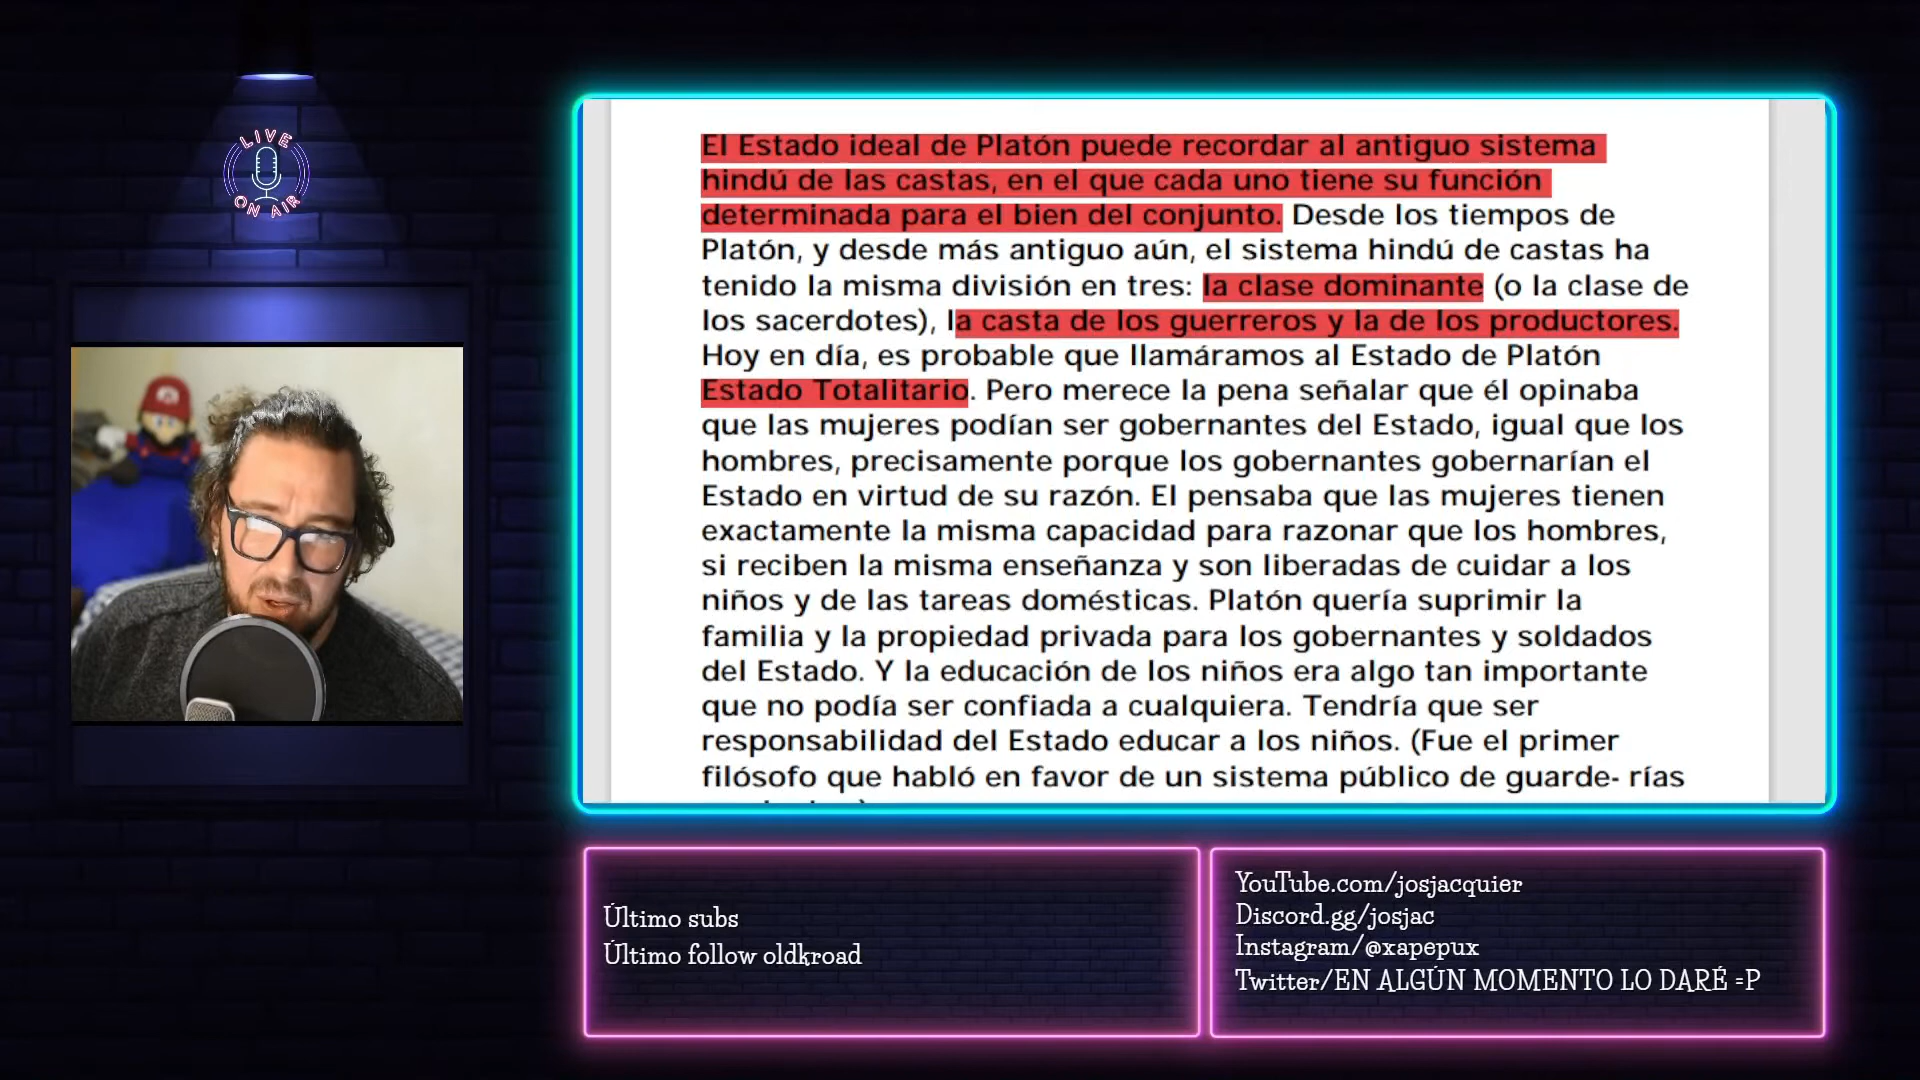 LIVE
ON AIR
El Estado ideal de Platón puede recordar al antiguo sistema
hindú de las castas, en el que cada uno tiene su función
determinada para el bien del conjunto. Desde los tiempos de
Platón, y desde más antiguo aún, el sistema hindú de castas ha
tenido la misma división en tres: la clase dominante (o la clase de
los sacerdotes), la casta de los guerreros y la de los productores.
Hoy en día, es probable que llamáramos al Estado de Platón
Estado Totalitario. Pero merece la pena señalar que él opinaba
que las mujeres podían ser gobernantes del Estado, igual que los
hombres, precisamente porque los gobernantes gobernarían el
Estado en virtud de su razón. El pensaba que las mujeres tienen
exactamente la misma capacidad para razonar que los hombres,
si reciben la misma enseñanza y son liberadas de cuidar a los
niños y de las tareas domésticas. Platón quería suprimir la
familia y la propiedad privada para los gobernantes y soldados
del Estado. Y la educación de los niños era algo tan importante
que no podía ser confiada a cualquiera. Tendría que ser
responsabilidad del Estado educar a los niños. (Fue el primer
filósofo que habló en favor de un sistema público de guarde- rías
Último subs
Último follow oldkroad
YouTube.com/josjacquier
Discord.gg/josjac
Instagram/@xapepux
Twitter/EN ALGÚN MOMENTO LO DARÉ =P